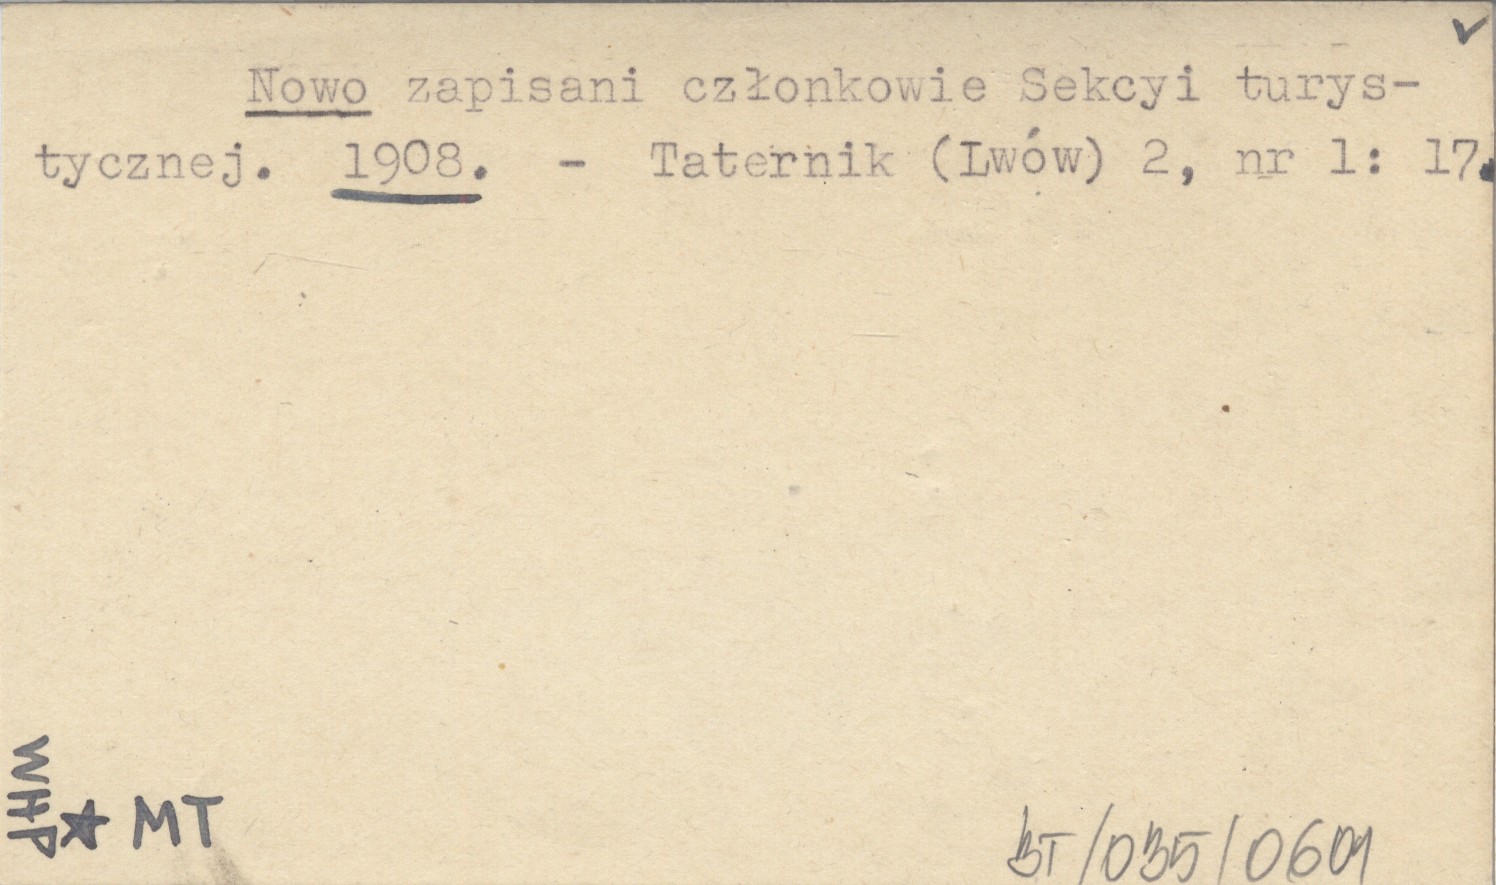 ✓
Nowo zapisani członkowie Sekcyi turys-
tycznej. 1908. - Taternik (Lwów) 2, nr 1: 17.
WHP
★ MT
BT/035/0601